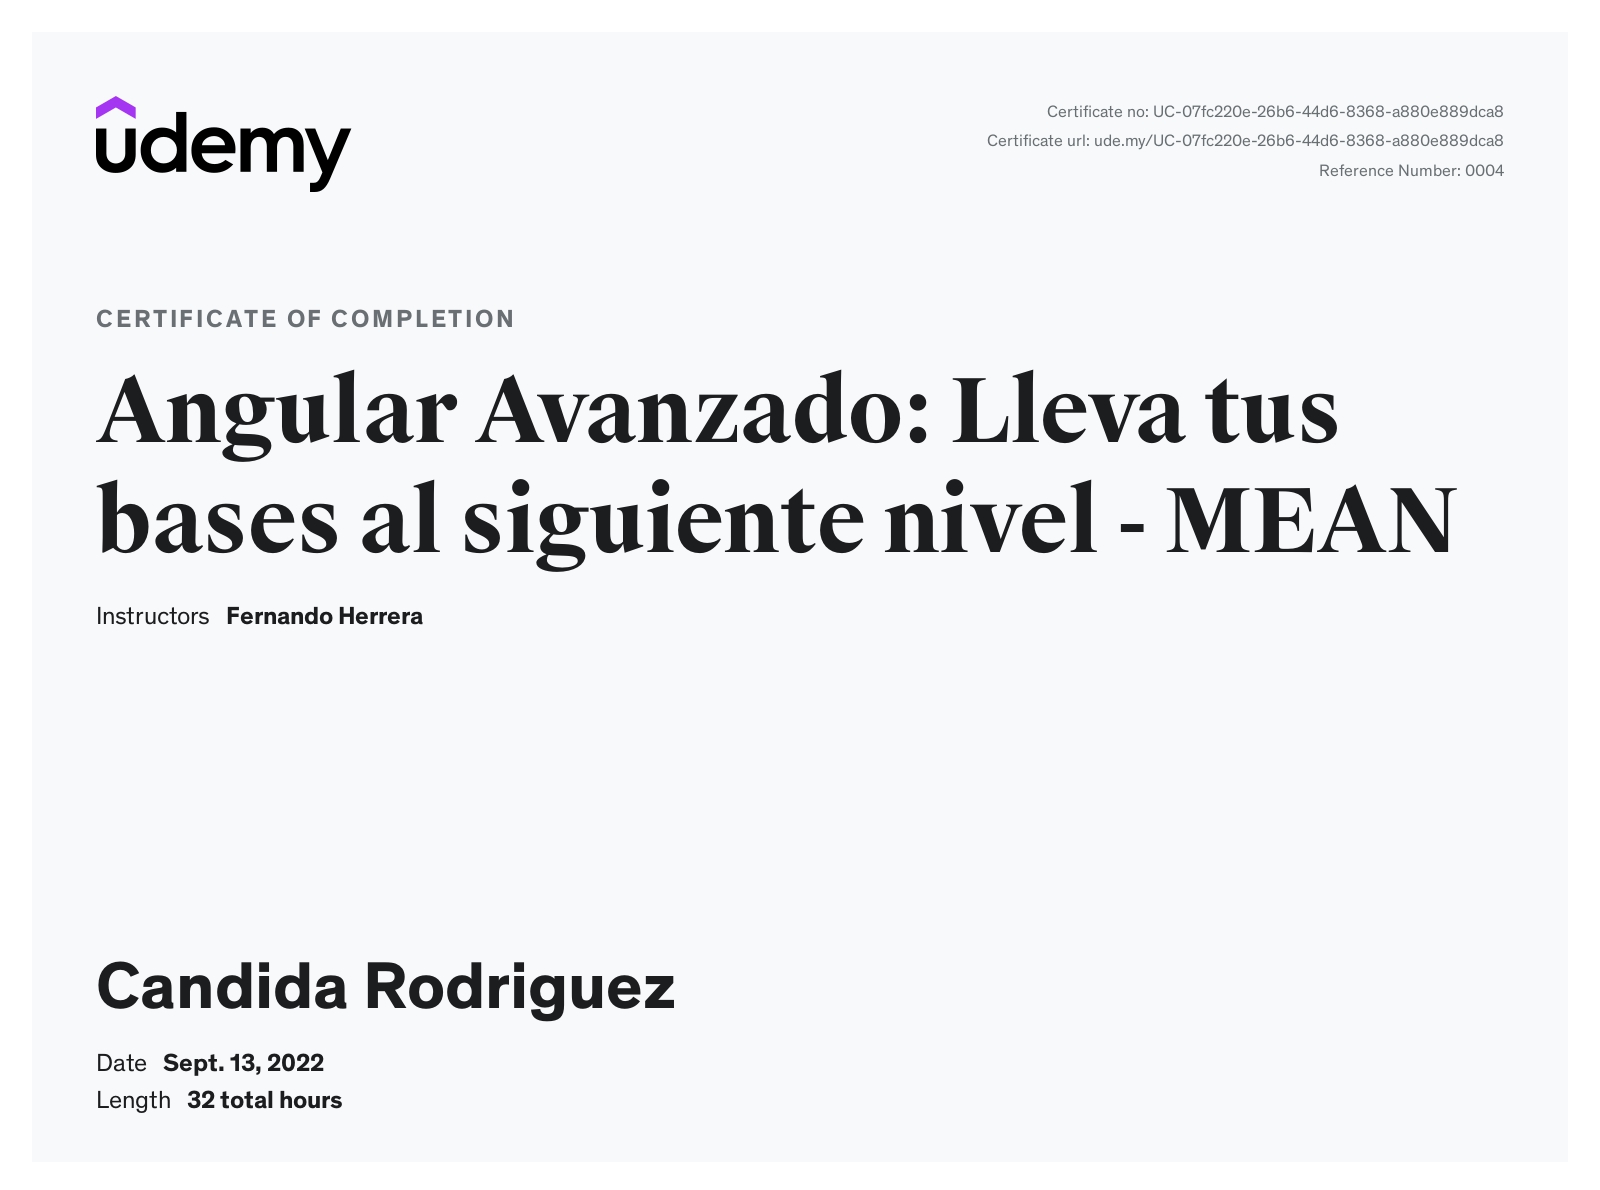 udemy
Certificate no: UC-07fc220e-26b6-44d6-8368-a880e889dca8
Certificate url: ude.my/UC-07fc220e-26b6-44d6-8368-a880e889dca8
Reference Number: 0004
CERTIFICATE OF COMPLETION
Angular Avanzado: Lleva tus
bases al siguiente nivel - MEAN
Instructors Fernando Herrera
Candida Rodriguez
Date Sept. 13, 2022
Length 32 total hours